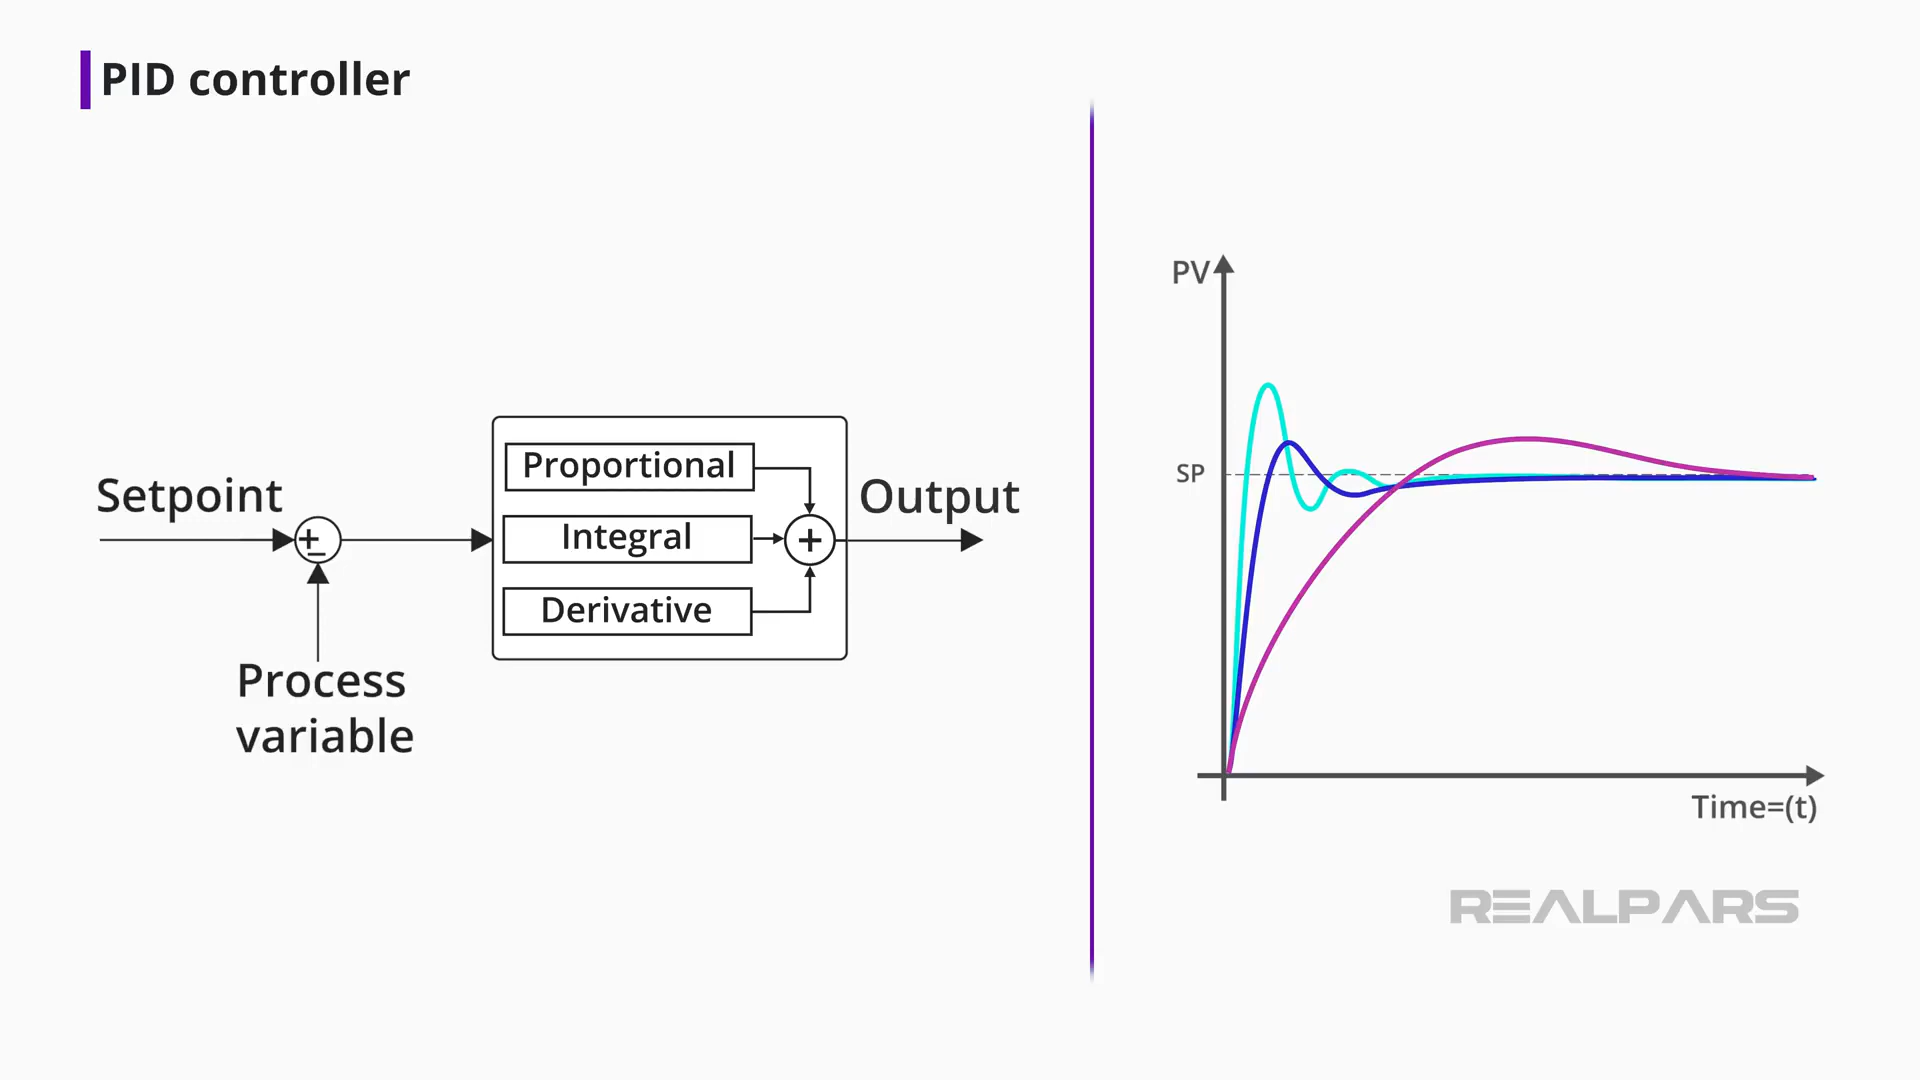 PID controller
Setpoint
+
−
Process
variable
Proportional
Integral
Derivative
+
Output
PV
SP
Time=(t)
REALPARS